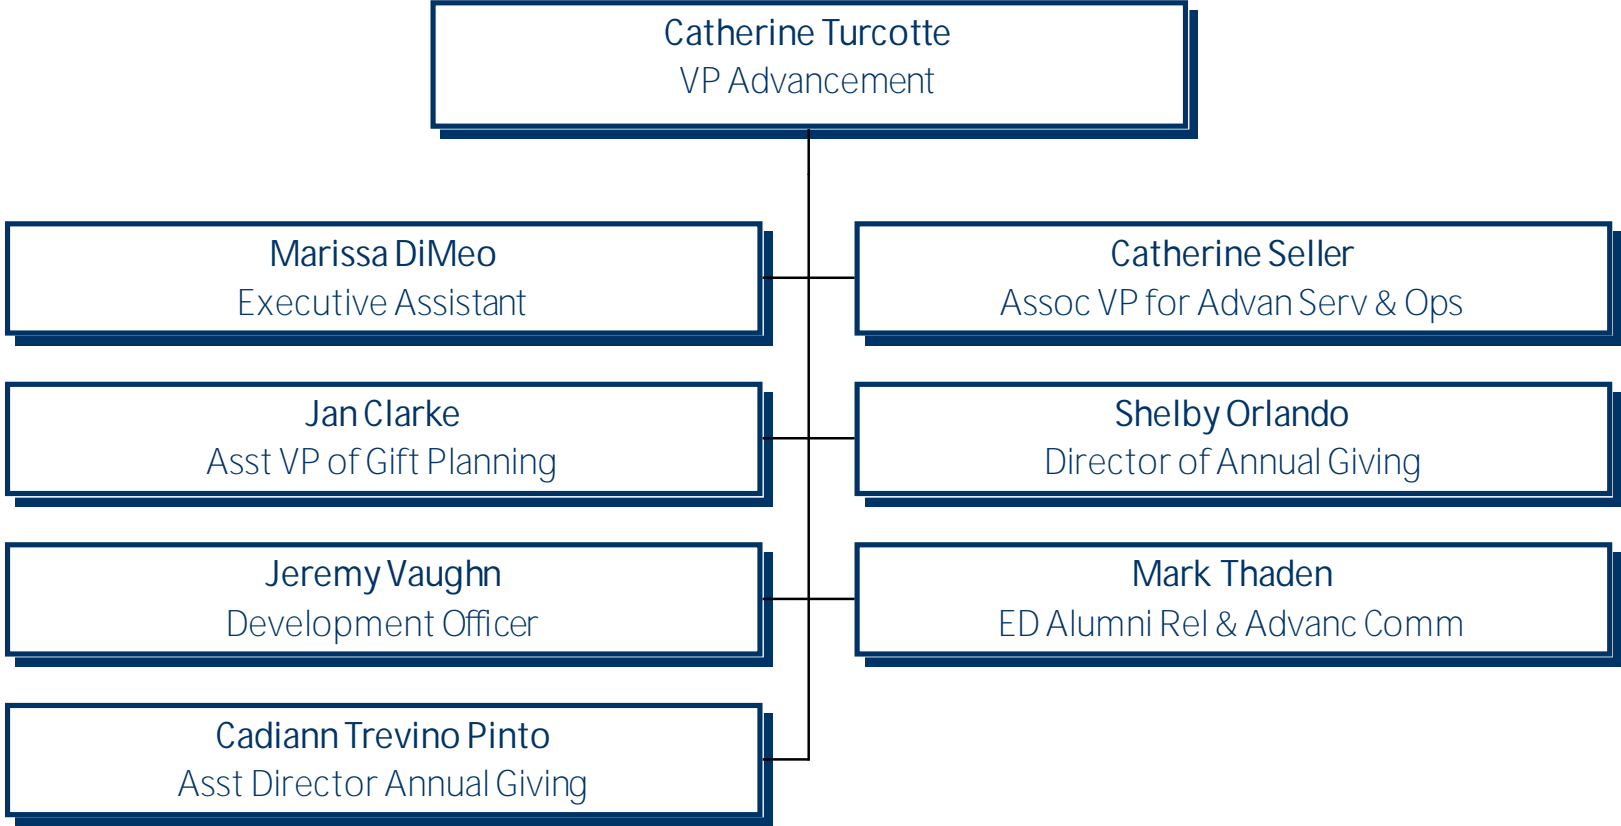 Catherine Turcotte
VP Advancement
Marissa DiMeo
Executive Assistant
Catherine Seller
Assoc VP for Advan Serv & Ops
Jan Clarke
Asst VP of Gift Planning
Shelby Orlando
Director of Annual Giving
Jeremy Vaughn
Development Officer
Mark Thaden
ED Alumni Rel & Advanc Comm
Cadiann Trevino Pinto
Asst Director Annual Giving